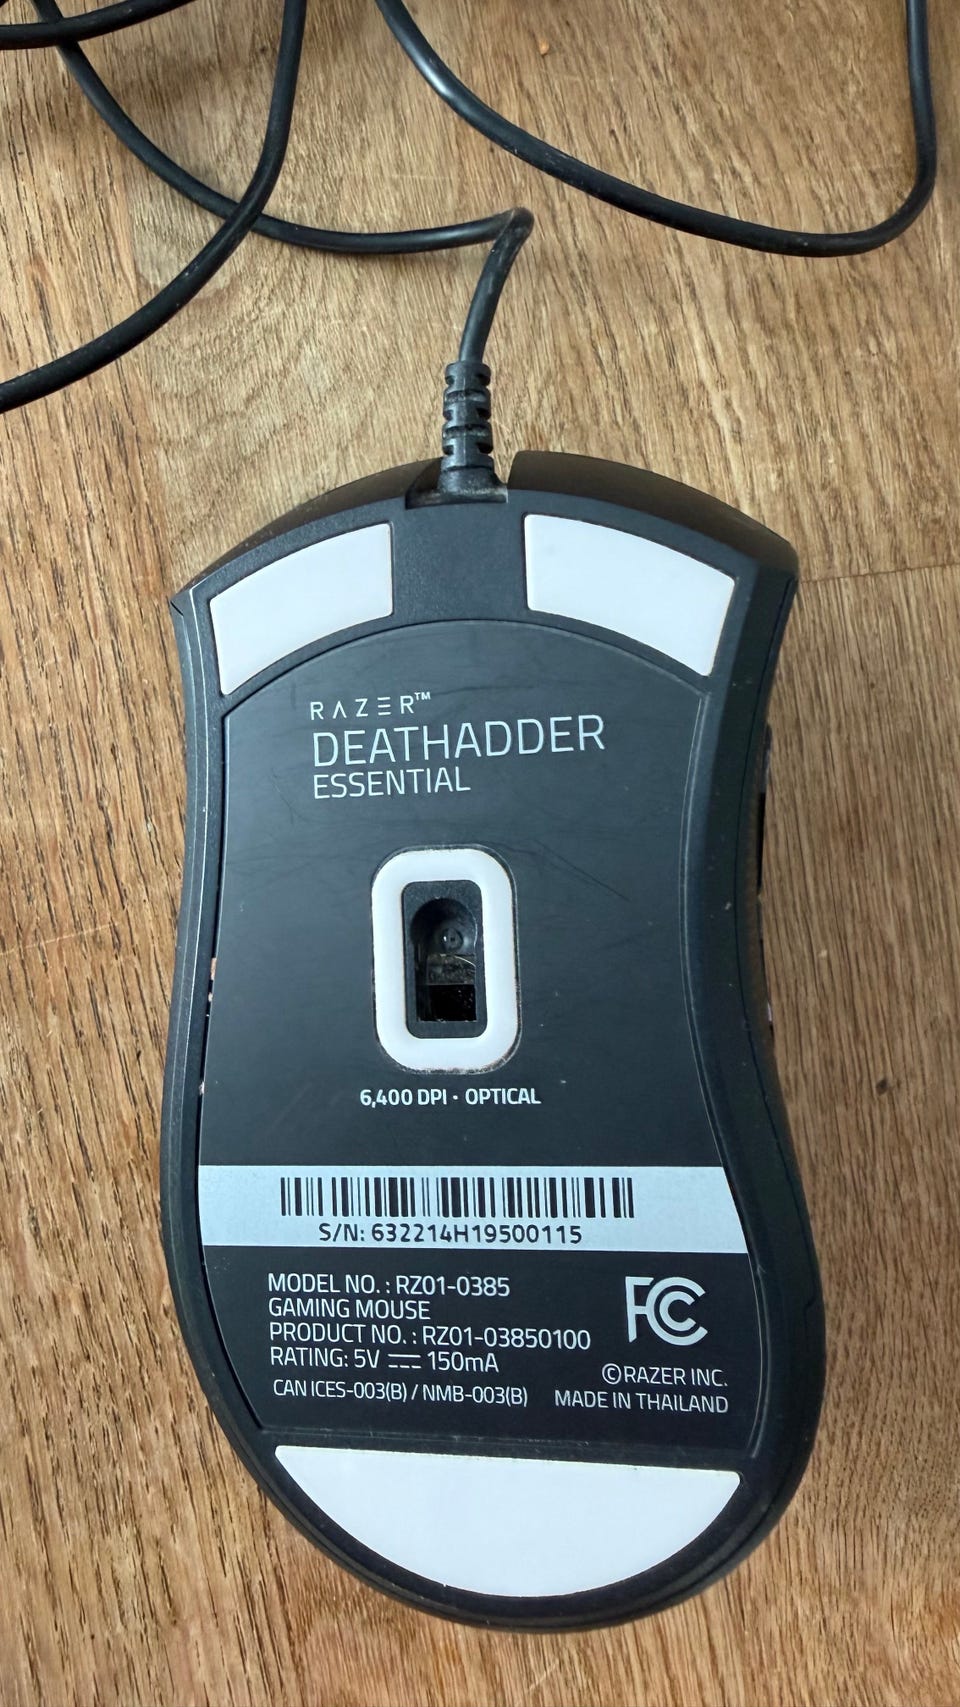 RAZER™
DEATHADDER
ESSENTIAL
6,400 DPI · OPTICAL
S/N: 632214H19500115
MODEL NO. : RZ01-0385
GAMING MOUSE
PRODUCT NO. : RZ01-03850100
RATING: 5V ⎓ 150mA
CAN ICES-003(B) / NMB-003(B)
FC
©RAZER INC.
MADE IN THAILAND